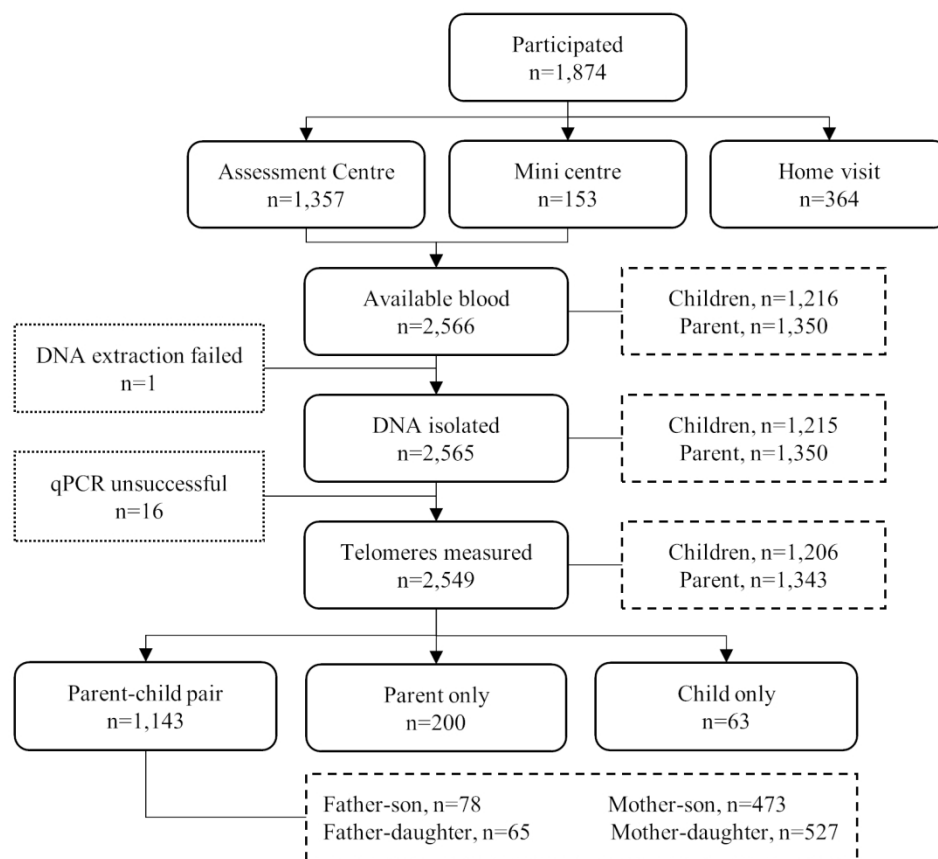 Participated
n=1,874
Assessment Centre
n=1,357
Mini centre
n=153
Home visit
n=364
Available blood
n=2,566
Children, n=1,216
Parent, n=1,350
DNA extraction failed
n=1
DNA isolated
n=2,565
Children, n=1,215
Parent, n=1,350
qPCR unsuccessful
n=16
Telomeres measured
n=2,549
Children, n=1,206
Parent, n=1,343
Parent-child pair
n=1,143
Parent only
n=200
Child only
n=63
Father-son, n=78 Mother-son, n=473
Father-daughter, n=65 Mother-daughter, n=527